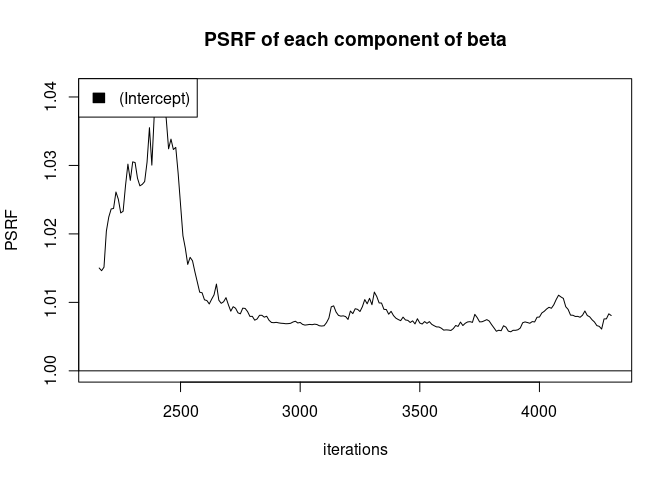 PSRF of each component of beta
(Intercept)
PSRF
1.04
1.03
1.02
1.01
1.00
2500 3000 3500 4000
iterations